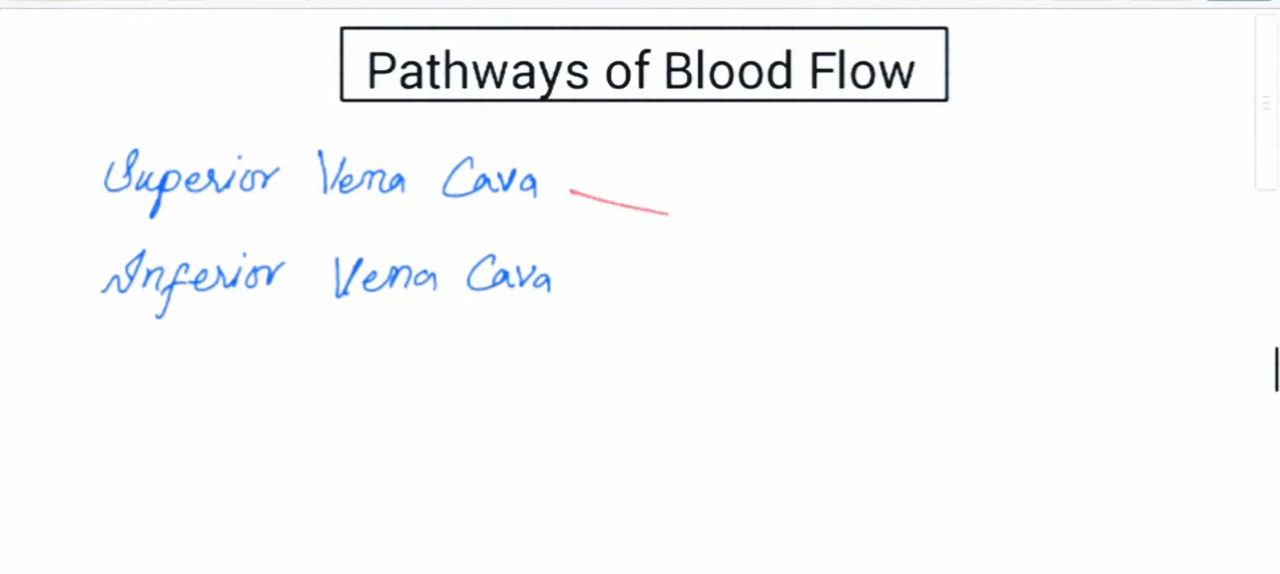 Pathways of Blood Flow
Superior Vena Cava
Inferior Vena Cava